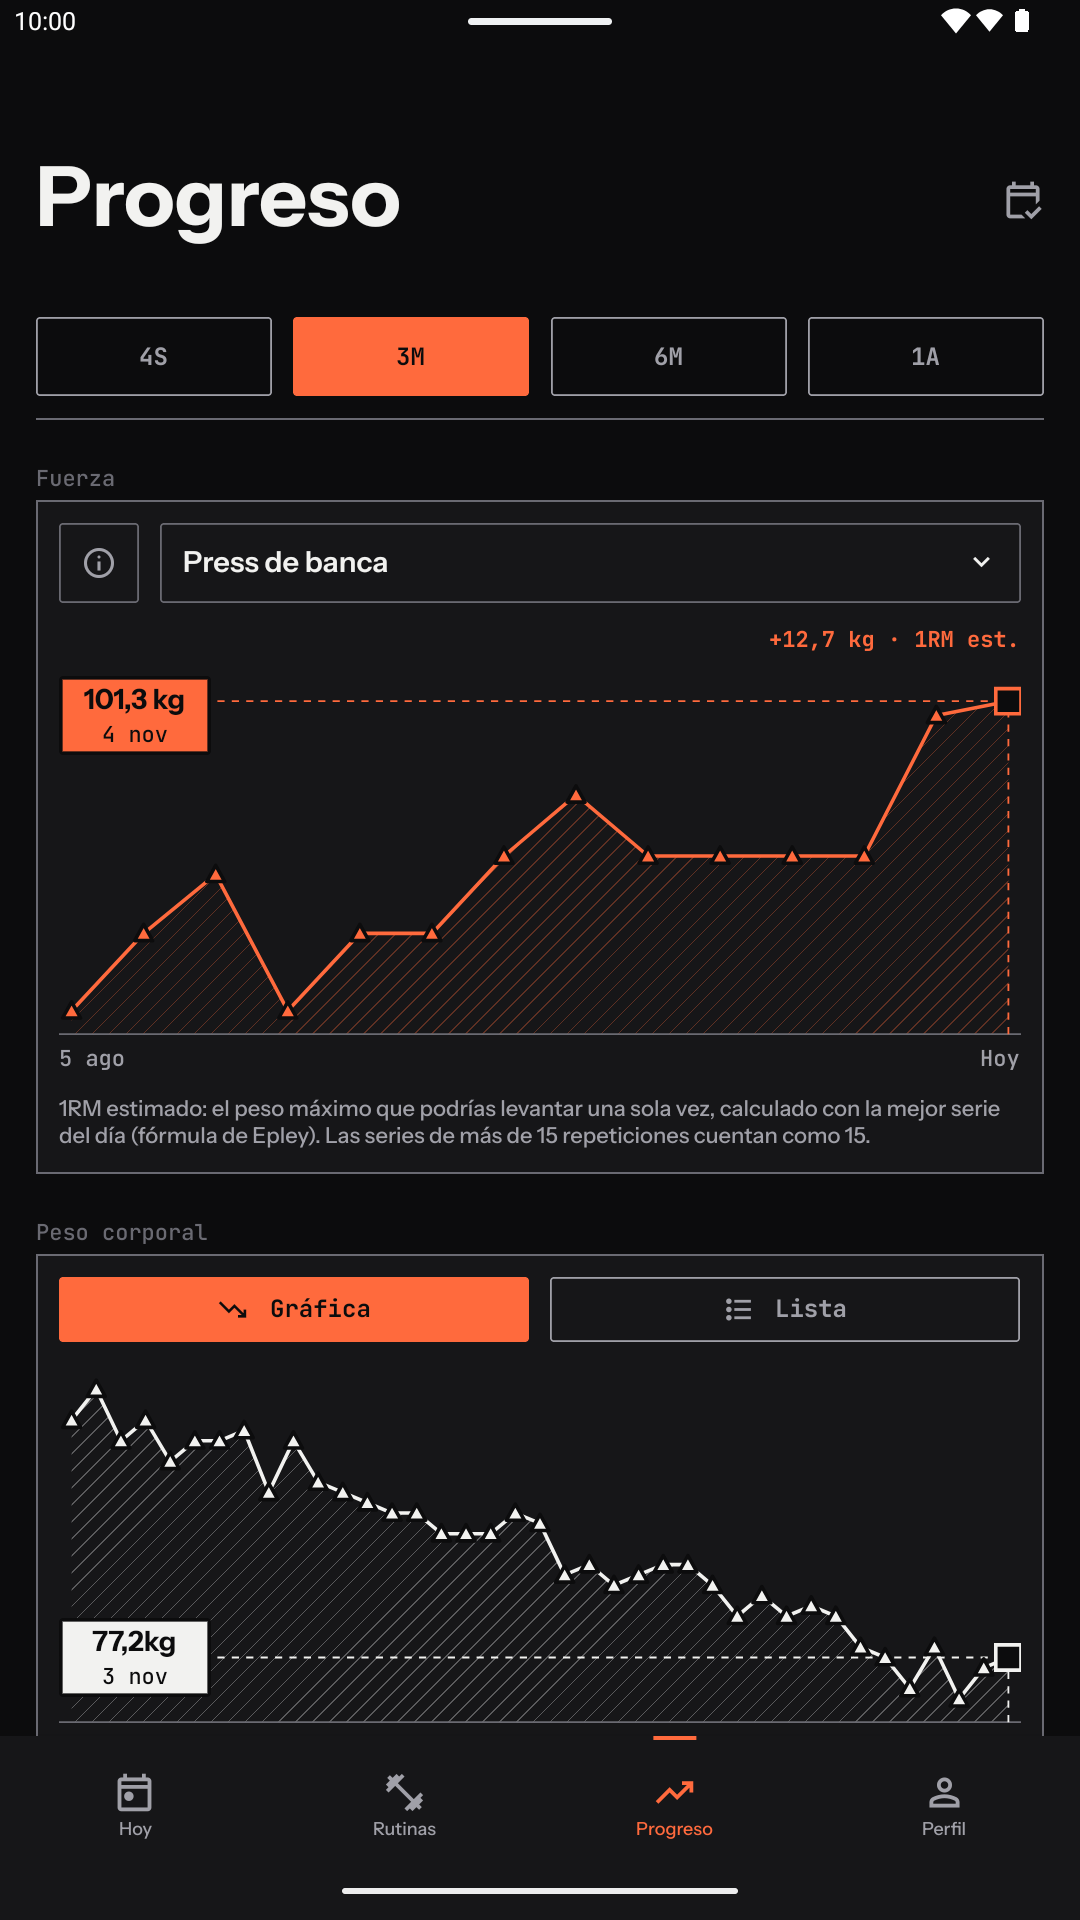 10:00
Progreso
4S
3M
6M
1A
Fuerza
Press de banca
+12,7 kg · 1RM est.
101,3 kg
4 nov
5 ago
Hoy
1RM estimado: el peso máximo que podrías levantar una sola vez, calculado con la mejor serie
del día (fórmula de Epley). Las series de más de 15 repeticiones cuentan como 15.
Peso corporal
Gráfica
Lista
77,2kg
3 nov
Hoy
Rutinas
Progreso
Perfil